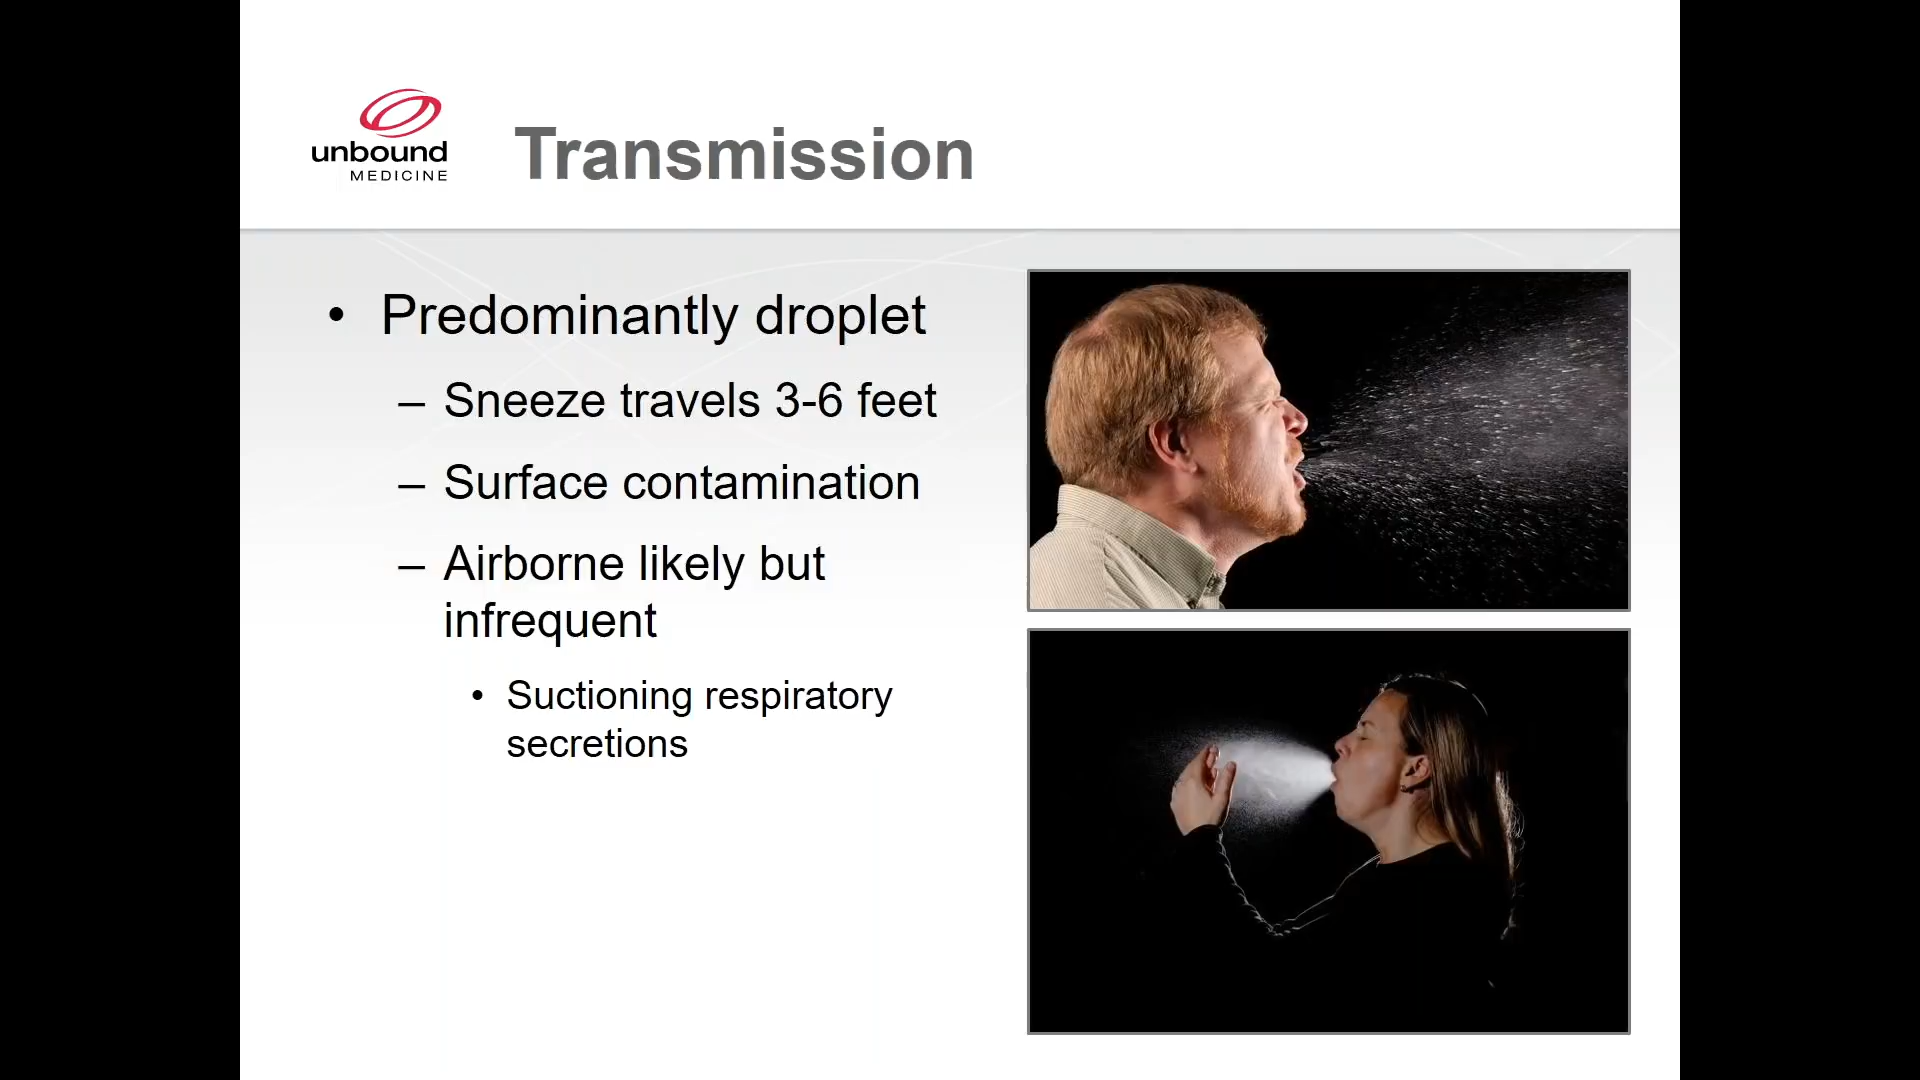 unbound
MEDICINE
Transmission
• Predominantly droplet
– Sneeze travels 3-6 feet
– Surface contamination
– Airborne likely but
infrequent
• Suctioning respiratory
secretions